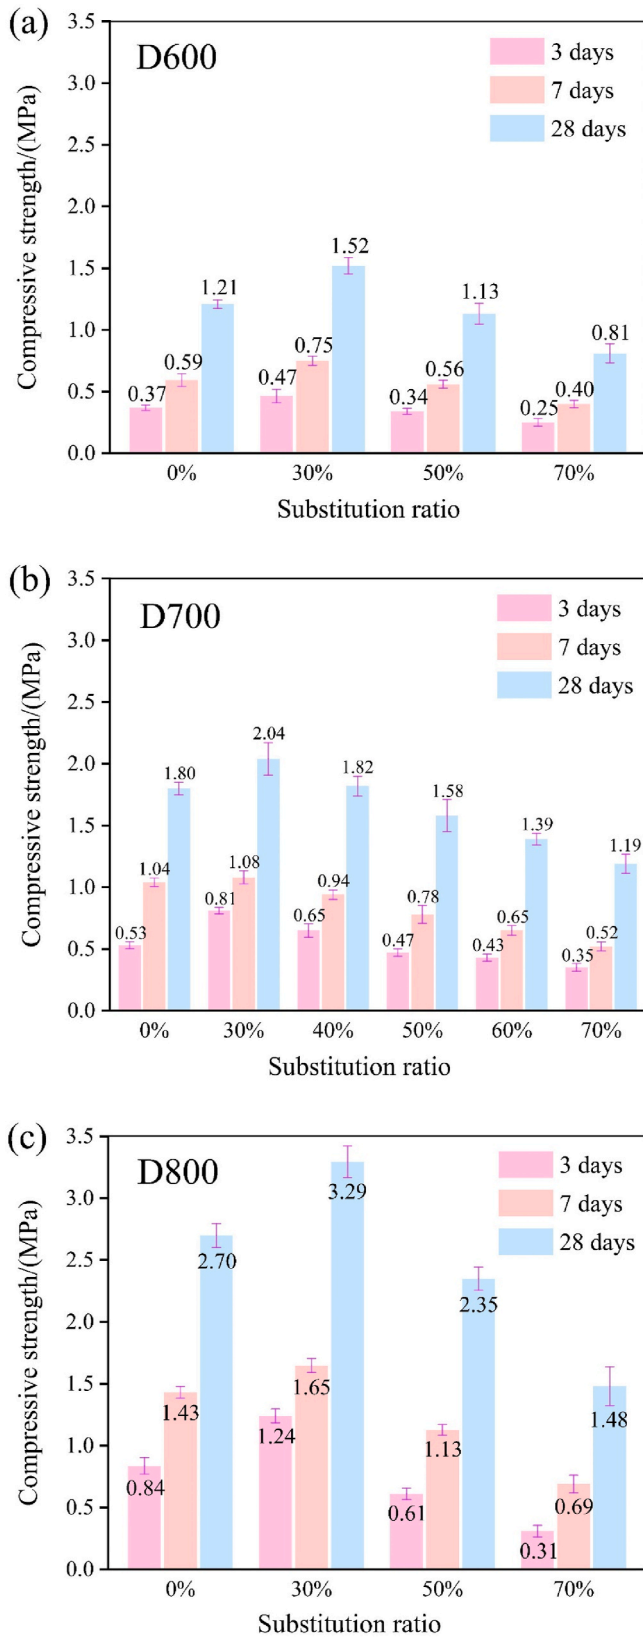 (a)
D600
3 days
7 days
28 days
Compressive strength/(MPa)
3.5
3.0
2.5
2.0
1.5
1.0
0.5
0.0
0.37
0.59
1.21
0.47
0.75
1.52
0.34
0.56
1.13
0.25
0.40
0.81
0% 30% 50% 70%
Substitution ratio
(b)
D700
3 days
7 days
28 days
Compressive strength/(MPa)
3.5
3.0
2.5
2.0
1.5
1.0
0.5
0.0
0.53
1.04
1.80
0.81
1.08
2.04
0.65
0.94
1.82
0.47
0.78
1.58
0.43
0.65
1.39
0.35
0.52
1.19
0% 30% 40% 50% 60% 70%
Substitution ratio
(c)
D800
3 days
7 days
28 days
Compressive strength/(MPa)
3.5
3.0
2.5
2.0
1.5
1.0
0.5
0.0
0.84
1.43
2.70
1.24
1.65
3.29
0.61
1.13
2.35
0.31
0.69
1.48
0% 30% 50% 70%
Substitution ratio